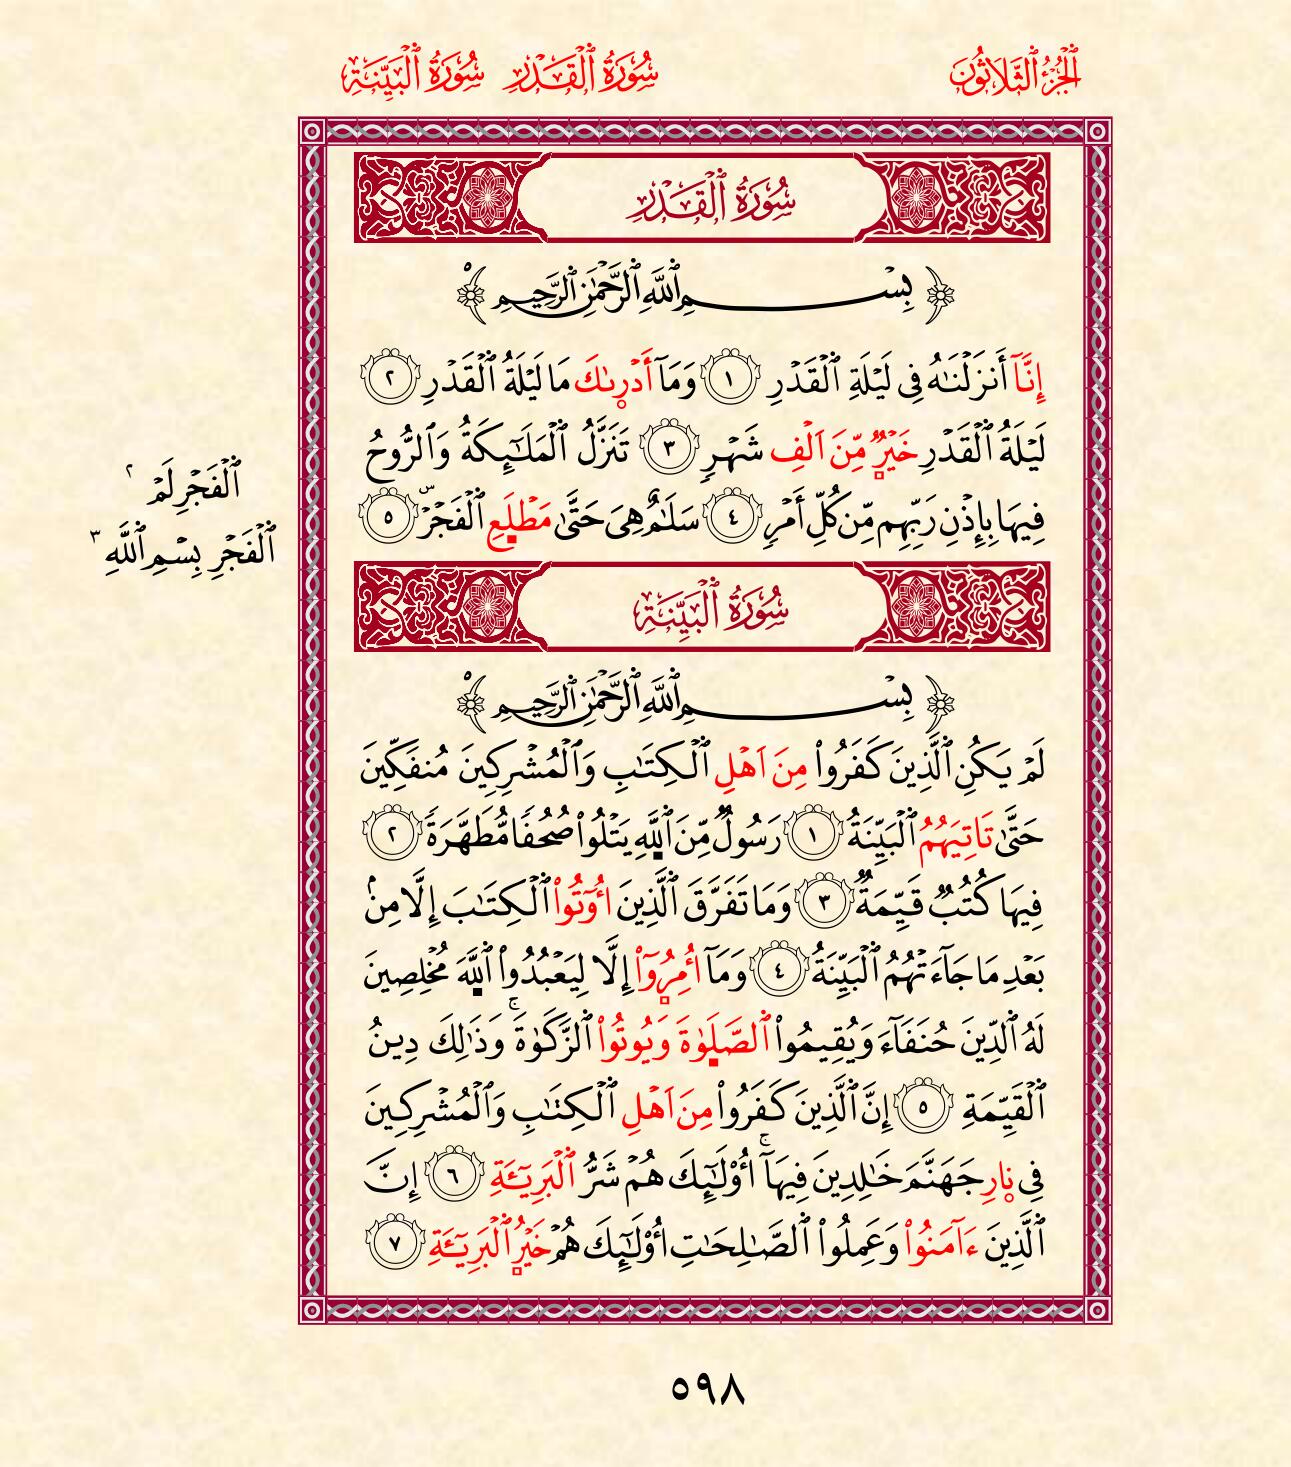 ٱلْجُزْءُ ٱلثَّلَاثُونَ
سُورَةُ ٱلْقَدْرِ سُورَةُ ٱلْبَيِّنَةِ
سُورَةُ ٱلْقَدْرِ
بِسْمِ ٱللَّهِ ٱلرَّحْمَٰنِ ٱلرَّحِيمِ
إِنَّآ أَنزَلْنَٰهُ فِى لَيْلَةِ ٱلْقَدْرِ ١ وَمَآ أَدْرِىٰكَ مَا لَيْلَةُ ٱلْقَدْرِ ٢
لَيْلَةُ ٱلْقَدْرِ خَيْرٌ مِّنَ اَلْفِ شَهْرٍ ٣ تَنَزَّلُ ٱلْمَلَٰٓئِكَةُ وَٱلرُّوحُ
فِيهَا بِإِذْنِ رَبِّهِم مِّن كُلِّ أَمْرٍ ٤ سَلَٰمٌ هِىَ حَتَّىٰ مَطْلَعِ ٱلْفَجْرِۜ ٥
ٱلْفَجْرِ لَمْ ٢
ٱلْفَجْرِ بِسْمِ ٱللَّهِ ٣
سُورَةُ ٱلْبَيِّنَةِ
بِسْمِ ٱللَّهِ ٱلرَّحْمَٰنِ ٱلرَّحِيمِ
لَمْ يَكُنِ ٱلَّذِينَ كَفَرُوا۟ مِنَ اَهْلِ ٱلْكِتَٰبِ وَٱلْمُشْرِكِينَ مُنفَكِّينَ
حَتَّىٰ تَاتِيَهُمُ ٱلْبَيِّنَةُ ١ رَسُولٌ مِّنَ ٱللَّهِ يَتْلُوا۟ صُحُفًا مُّطَهَّرَةً ٢
فِيهَا كُتُبٌ قَيِّمَةٌ ٣ وَمَا تَفَرَّقَ ٱلَّذِينَ اُوتُوا۟ ٱلْكِتَٰبَ إِلَّا مِنۢ
بَعْدِ مَا جَآءَتْهُمُ ٱلْبَيِّنَةُ ٤ وَمَآ أُمِرُوٓا۟ إِلَّا لِيَعْبُدُوا۟ ٱللَّهَ مُخْلِصِينَ
لَهُ ٱلدِّينَ حُنَفَآءَ وَيُقِيمُوا۟ ٱلصَّلَوٰةَ وَيُوتُوا۟ ٱلزَّكَوٰةَۚ وَذَٰلِكَ دِينُ
ٱلْقَيِّمَةِ ٥ إِنَّ ٱلَّذِينَ كَفَرُوا۟ مِنَ اَهْلِ ٱلْكِتَٰبِ وَٱلْمُشْرِكِينَ
فِى نِارِ جَهَنَّمَ خَٰلِدِينَ فِيهَآۚ أُو۟لَٰٓئِكَ هُمْ شَرُّ ٱلْبَرِيٓـَٔةِ ٦ إِنَّ
ٱلَّذِينَ ءَامَنُوا۟ وَعَمِلُوا۟ ٱلصَّٰلِحَٰتِ أُو۟لَٰٓئِكَ هُمْ خَيْرُ ٱلْبَرِيٓـَٔةِ ٧
٥٩٨